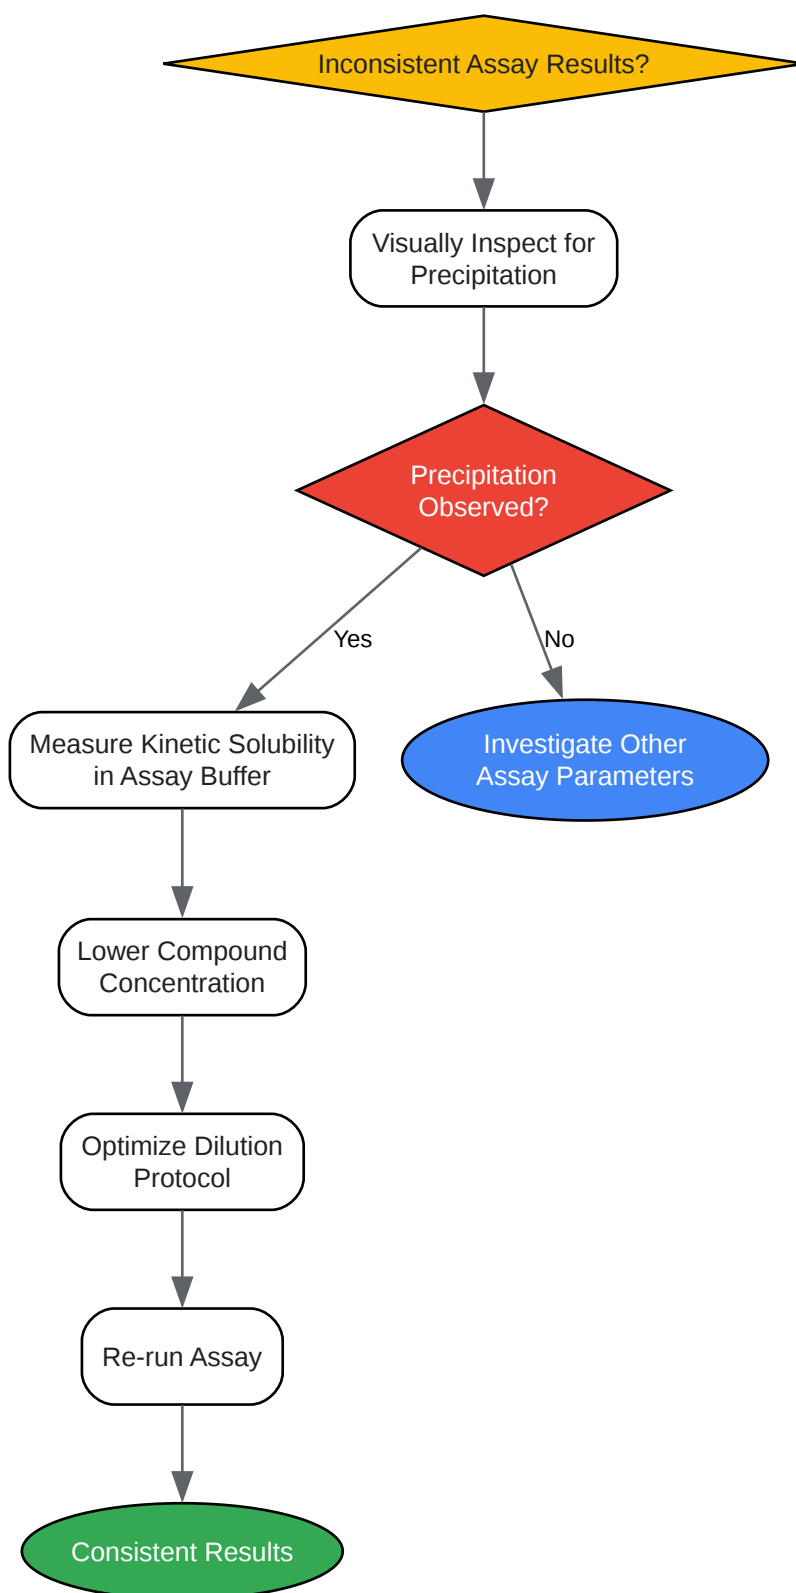 Inconsistent Assay Results?
Visually Inspect for
Precipitation
Precipitation
Observed?
Yes
No
Measure Kinetic Solubility
in Assay Buffer
Investigate Other
Assay Parameters
Lower Compound
Concentration
Optimize Dilution
Protocol
Re-run Assay
Consistent Results